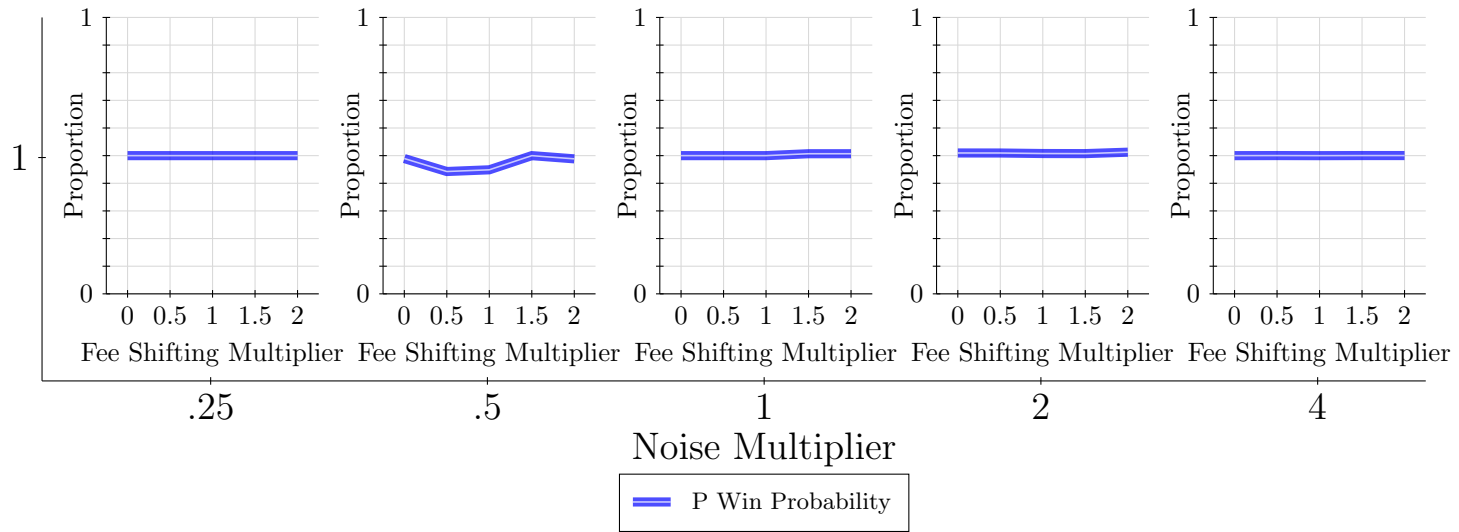 1 1 1 1 1
Proportion Proportion Proportion Proportion Proportion
1
0 0 0 0 0
0 0.5 1 1.5 2 0 0.5 1 1.5 2 0 0.5 1 1.5 2 0 0.5 1 1.5 2 0 0.5 1 1.5 2
Fee Shifting Multiplier Fee Shifting Multiplier Fee Shifting Multiplier Fee Shifting Multiplier Fee Shifting Multiplier
.25 .5 1 2 4
Noise Multiplier
P Win Probability